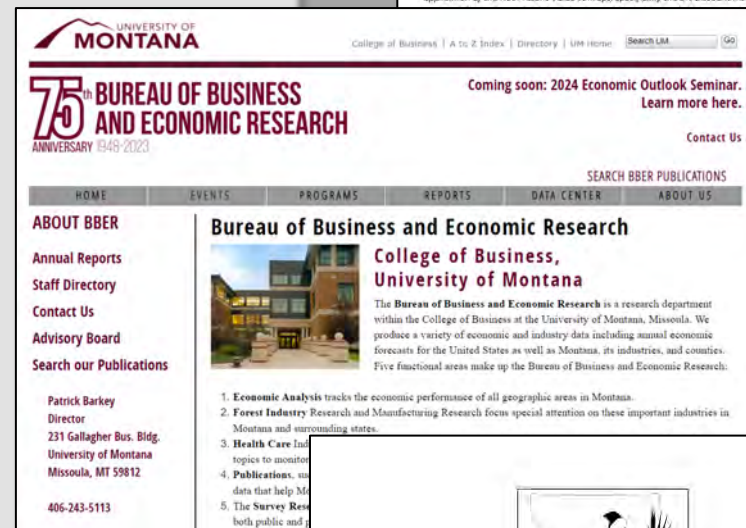 UNIVERSITY OF
MONTANA
College of Business | A to Z Index | Directory | UM Home
Search UM
Go
75th BUREAU OF BUSINESS
AND ECONOMIC RESEARCH
ANNIVERSARY 1948-2023
Coming soon: 2024 Economic Outlook Seminar.
Learn more here.
Contact Us
SEARCH BBER PUBLICATIONS
HOME EVENTS PROGRAMS REPORTS DATA CENTER ABOUT US
ABOUT BBER
Annual Reports
Staff Directory
Contact Us
Advisory Board
Search our Publications
Patrick Barkey
Director
231 Gallagher Bus. Bldg.
University of Montana
Missoula, MT 59812
406-243-5113
Bureau of Business and Economic Research
College of Business,
University of Montana
The Bureau of Business and Economic Research is a research department
within the College of Business at the University of Montana, Missoula. We
produce a variety of economic and industry data including annual economic
forecasts for the United States as well as Montana, its industries, and counties.
Five functional areas make up the Bureau of Business and Economic Research:
1. Economic Analysis tracks the economic performance of all geographic areas in Montana.
2. Forest Industry Research and Manufacturing Research focus special attention on these important industries in
Montana and surrounding states.
3. Health Care Ind
topics to monitor
4. Publications,
data that help
5. The Survey
both public and